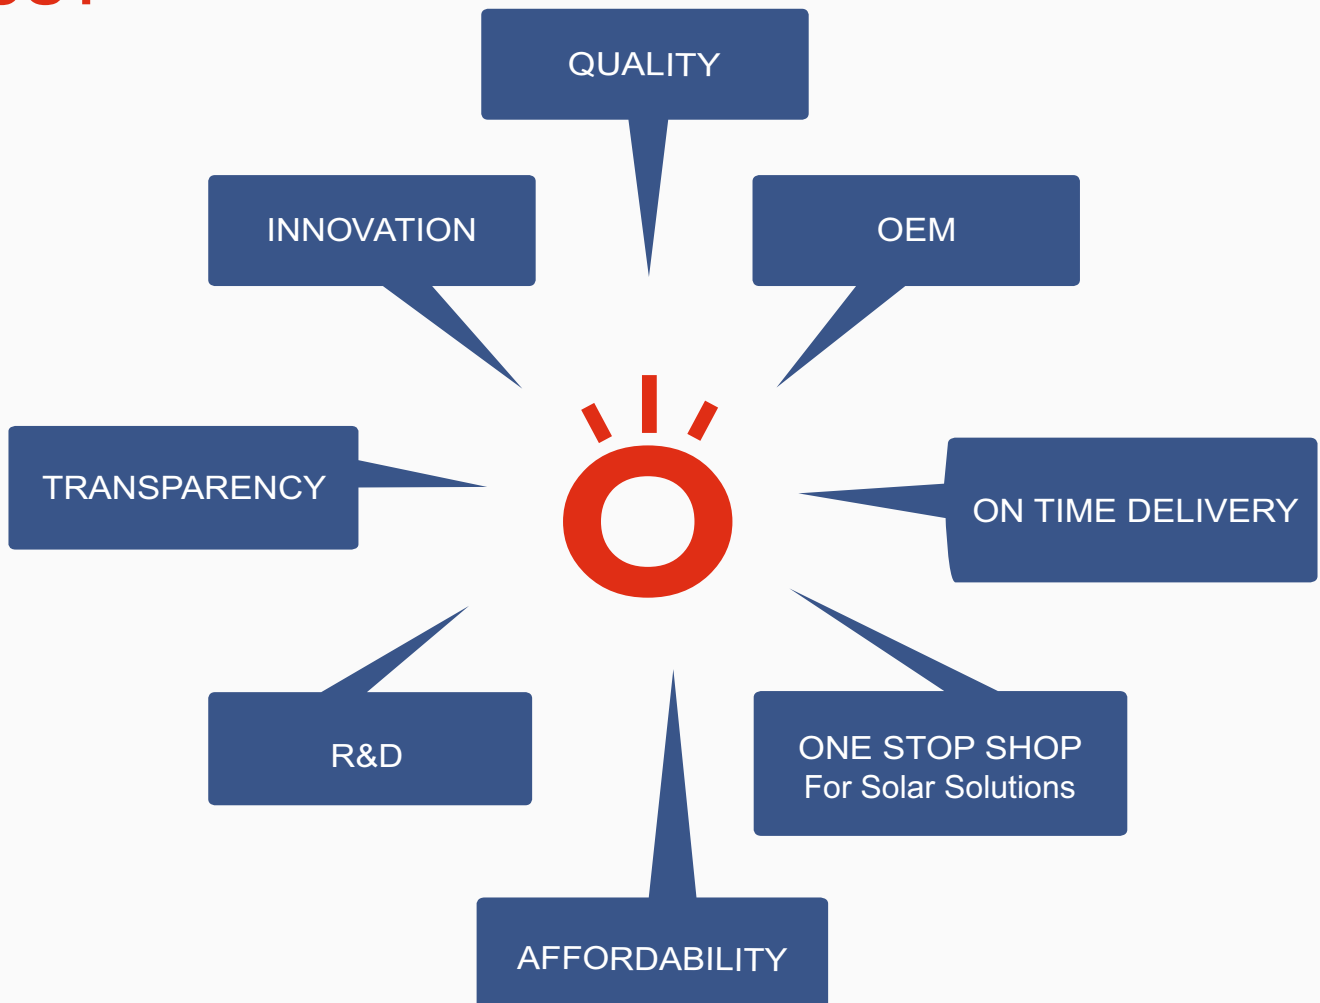 QUALITY
INNOVATION
OEM
TRANSPARENCY
ON TIME DELIVERY
R&D
ONE STOP SHOP
For Solar Solutions
AFFORDABILITY